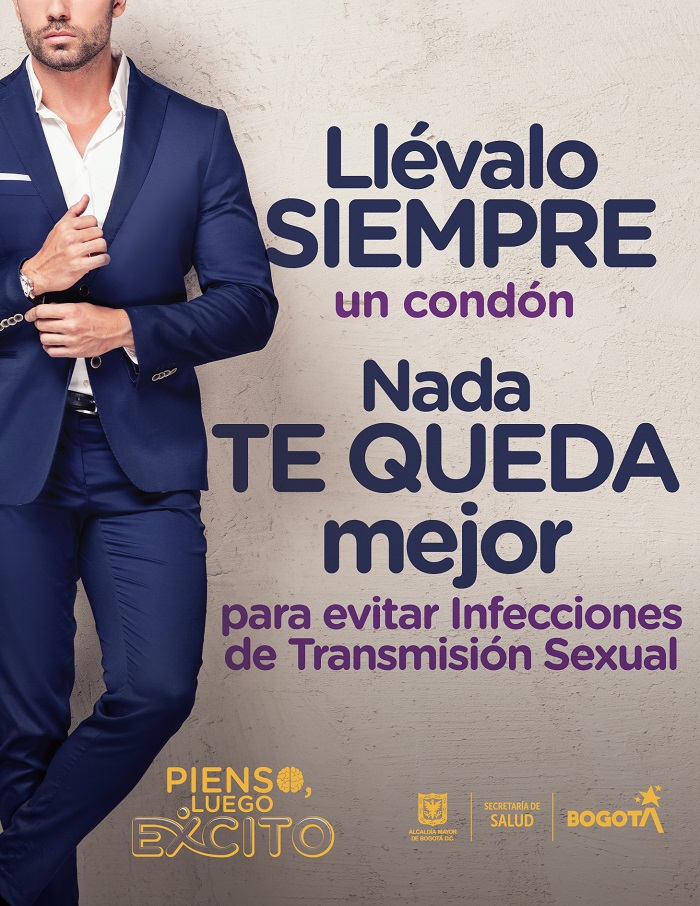 Llévalo
SIEMPRE
un condón
Nada
TE QUEDA
mejor
para evitar Infecciones
de Transmisión Sexual
PIENSO,
LUEGO
EXCITO
ALCALDÍA MAYOR
DE BOGOTÁ D.C.
SECRETARÍA DE
SALUD
BOGOTÁ